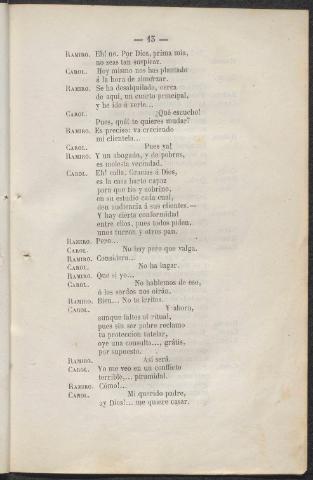 — 13 —
RAMIRO. Eh! no. Por Dios, prima mia,
no seas tan suspicaz.
CAROL. Hoy mismo nos has plantado
á la hora de almorzar.
RAMIRO. Se ha desalquilado, cerca
de aquí, un cuarto principal,
y he ido á verle...
CAROL. ¡Qué escucho!
Pues, qué! te quieres mudar?
RAMIRO. Es preciso: va creciendo
mi clientela...
CAROL. Pues ya!
RAMIRO. Y un abogado, y de pobres,
es molesta vecindad.
CAROL. Eh! calla. Gracias á Dios,
es la casa harto capaz
para que tio y sobrino,
en su estudio cada cual,
den audiencia á sus clientes.—
Y hay cierta conformidad
entre ellos, pues todos piden,
unos turron y otros pan.
RAMIRO. Pero...
CAROL. No hay pero que valga.
RAMIRO. Considera...
CAROL. No ha lugar.
RAMIRO. Que si yo...
CAROL. No hablemos de eso,
ó los sordos nos oirán.
RAMIRO. Bien... No te irrites.
CAROL. Y ahora,
aunque faltes al ritual,
pues sin ser pobre reclamo
tu proteccion tutelar,
oye una consulta..., grátis,
por supuesto.
RAMIRO. Así será.
CAROL. Yo me veo en un conflicto
terrible,... piramidal.
RAMIRO. Cómo!...
CAROL. Mi querido padre,
ay Dios!... me quiere casar.